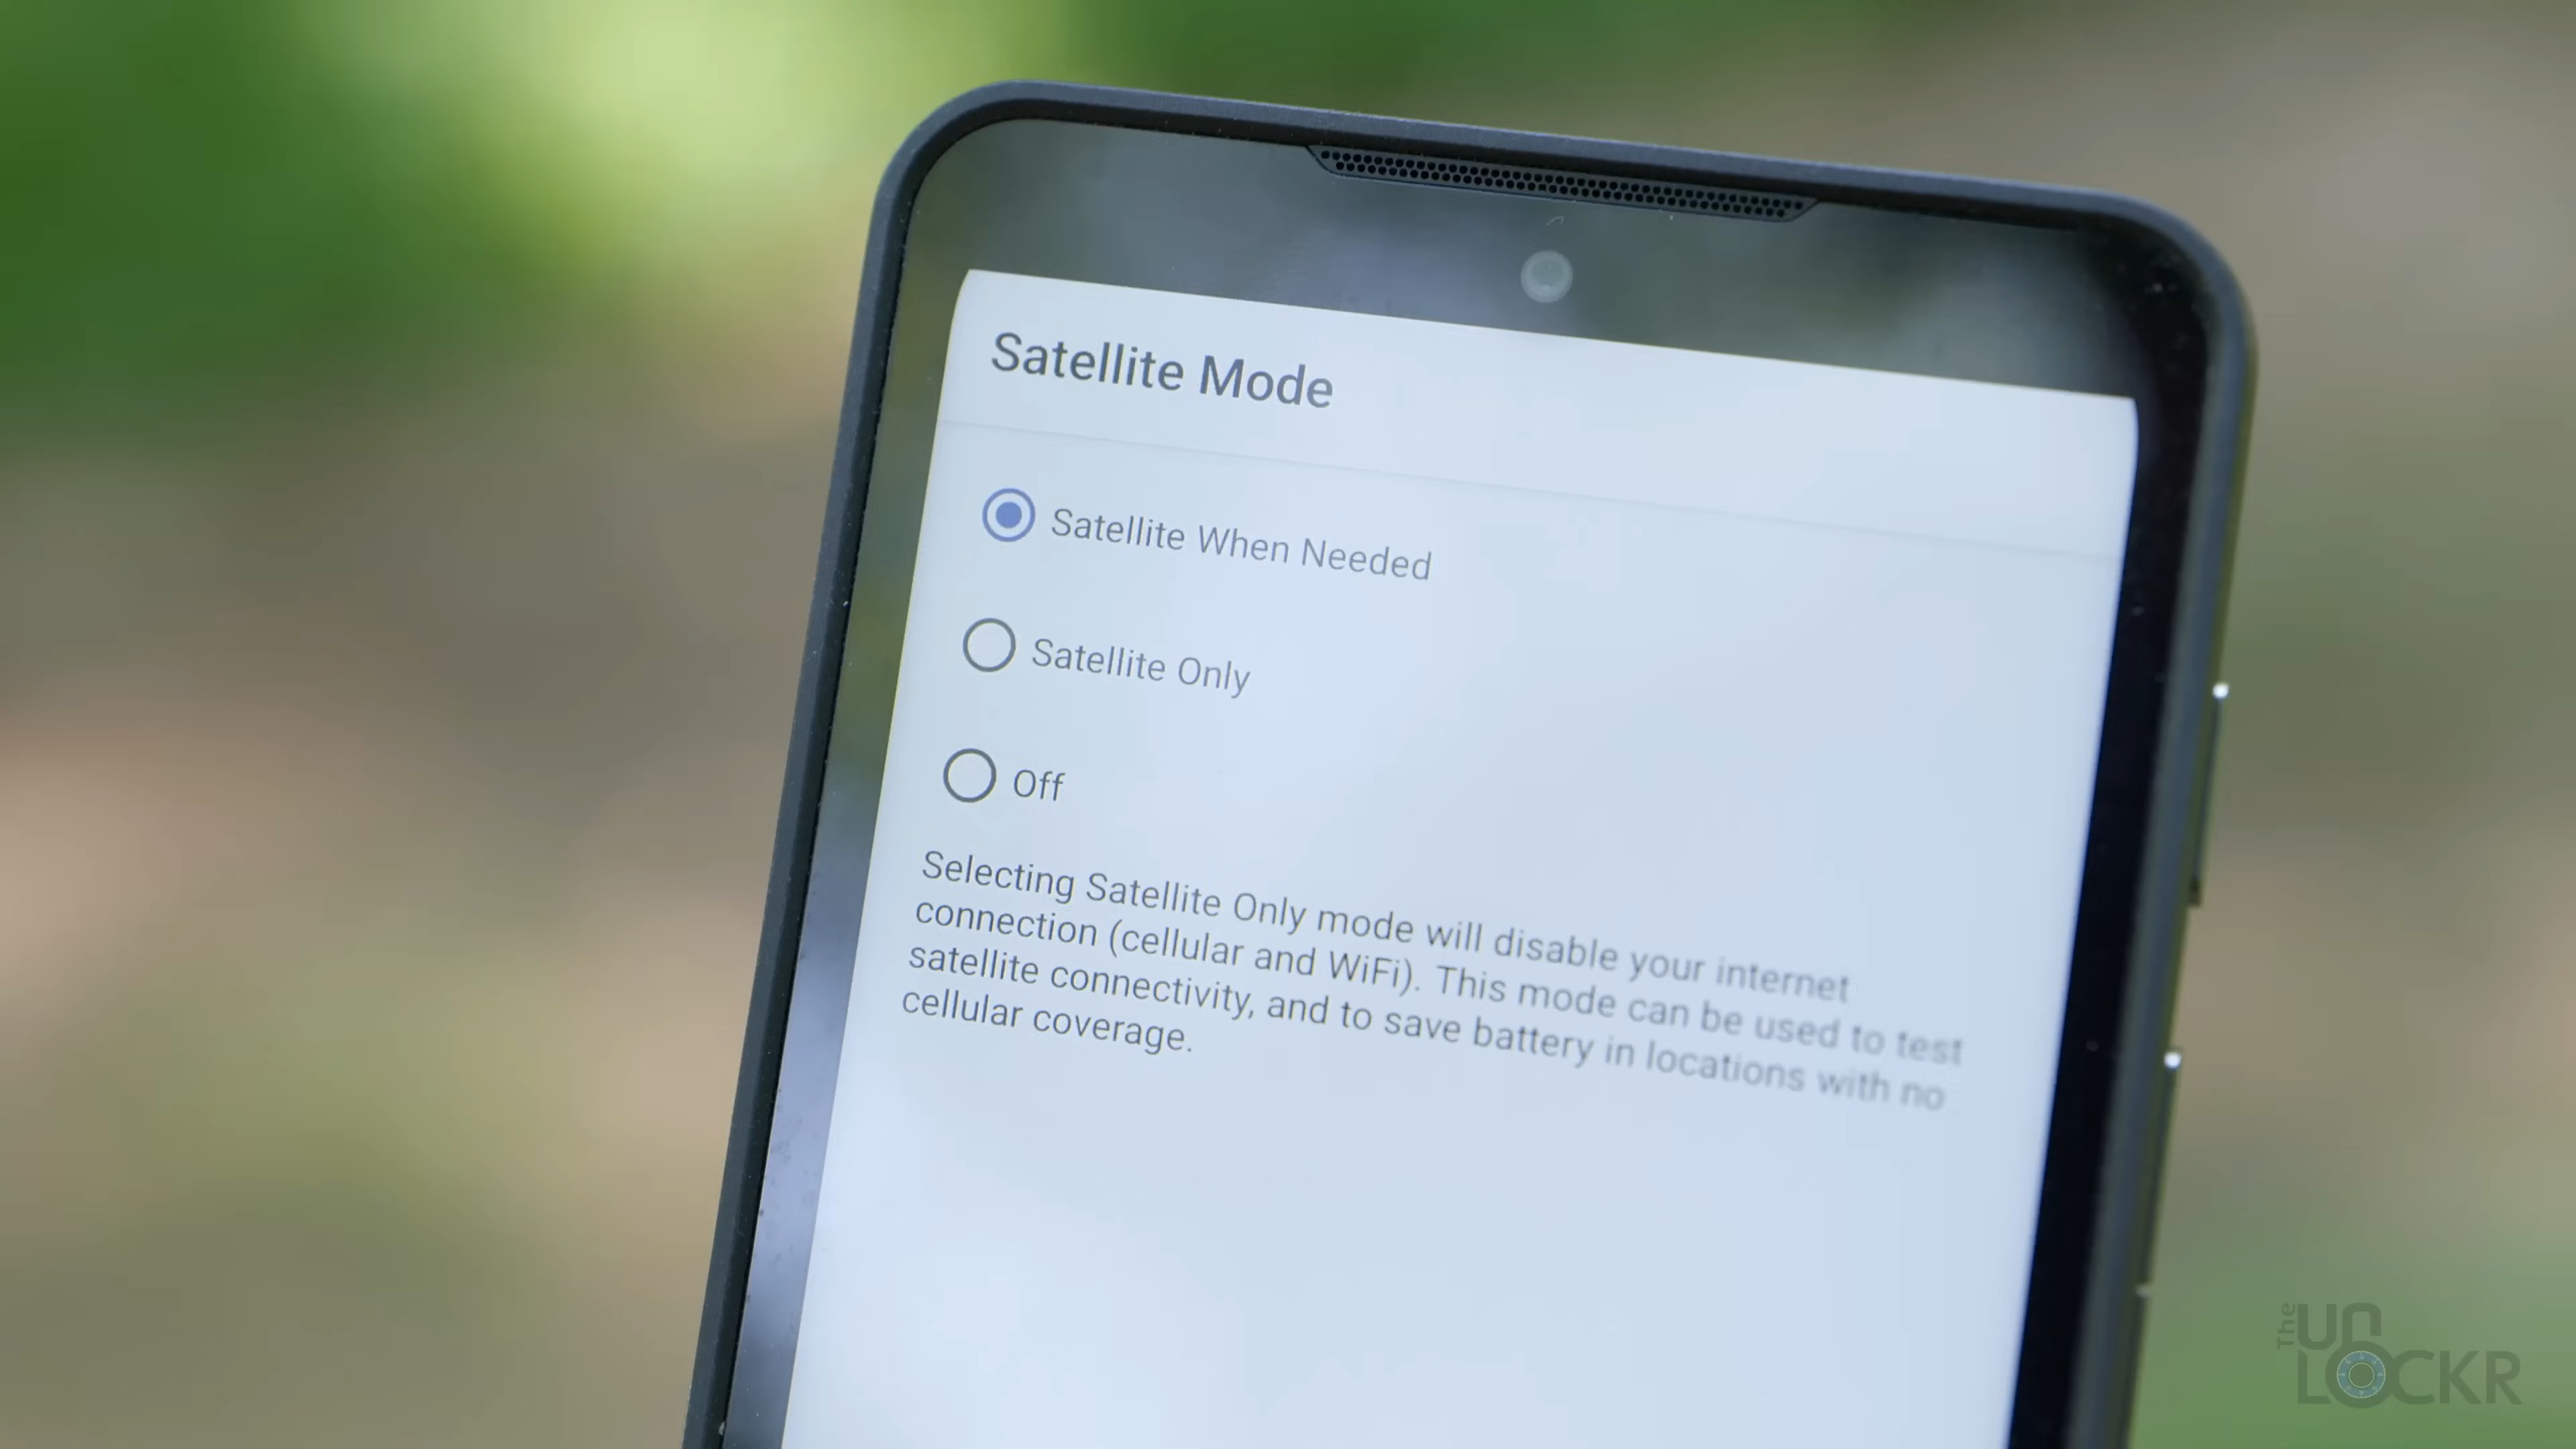 Satellite Mode
Satellite When Needed
Satellite Only
Off
Selecting Satellite Only mode will disable your internet
connection (cellular and WiFi). This mode can be used to test
satellite connectivity, and to save battery in locations with no
cellular coverage.
The
UN
LOCKR